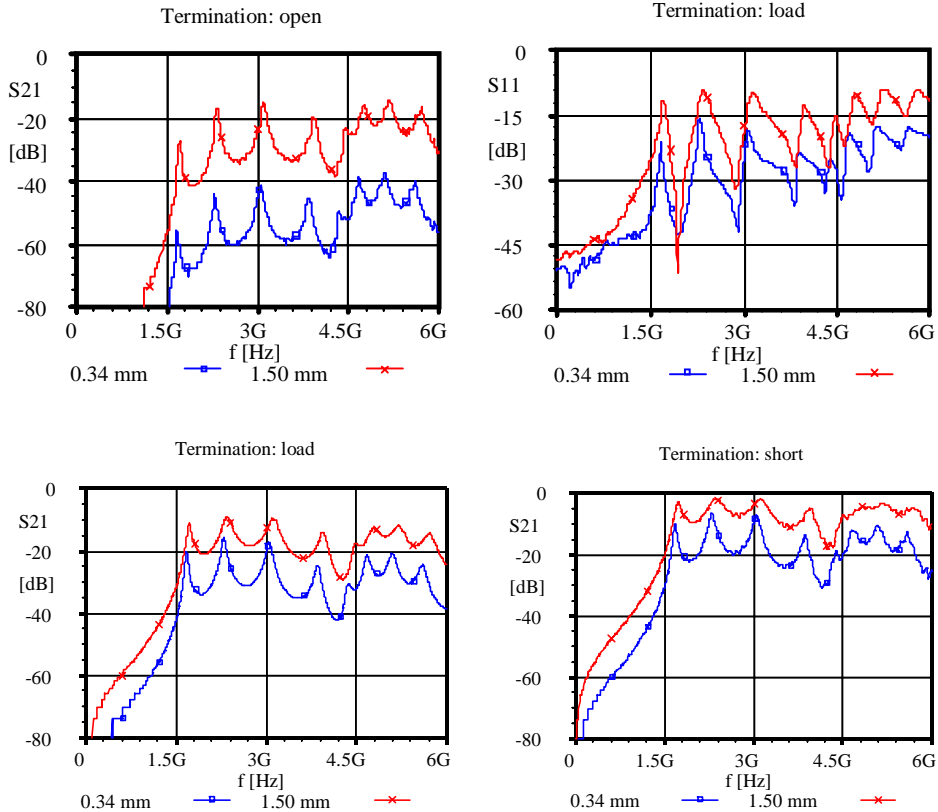 Termination: open
0
S21
-20
[dB]
-40
-60
-80
0 1.5G 3G 4.5G 6G
f [Hz]
0.34 mm 1.50 mm
Termination: load
0
S11
-15
[dB]
-30
-45
-60
0 1.5G 3G 4.5G 6G
f [Hz]
0.34 mm 1.50 mm
Termination: load
0
S21
-20
[dB]
-40
-60
-80
0 1.5G 3G 4.5G 6G
f [Hz]
0.34 mm 1.50 mm
Termination: short
0
S21
-20
[dB]
-40
-60
-80
0 1.5G 3G 4.5G 6G
f [Hz]
0.34 mm 1.50 mm